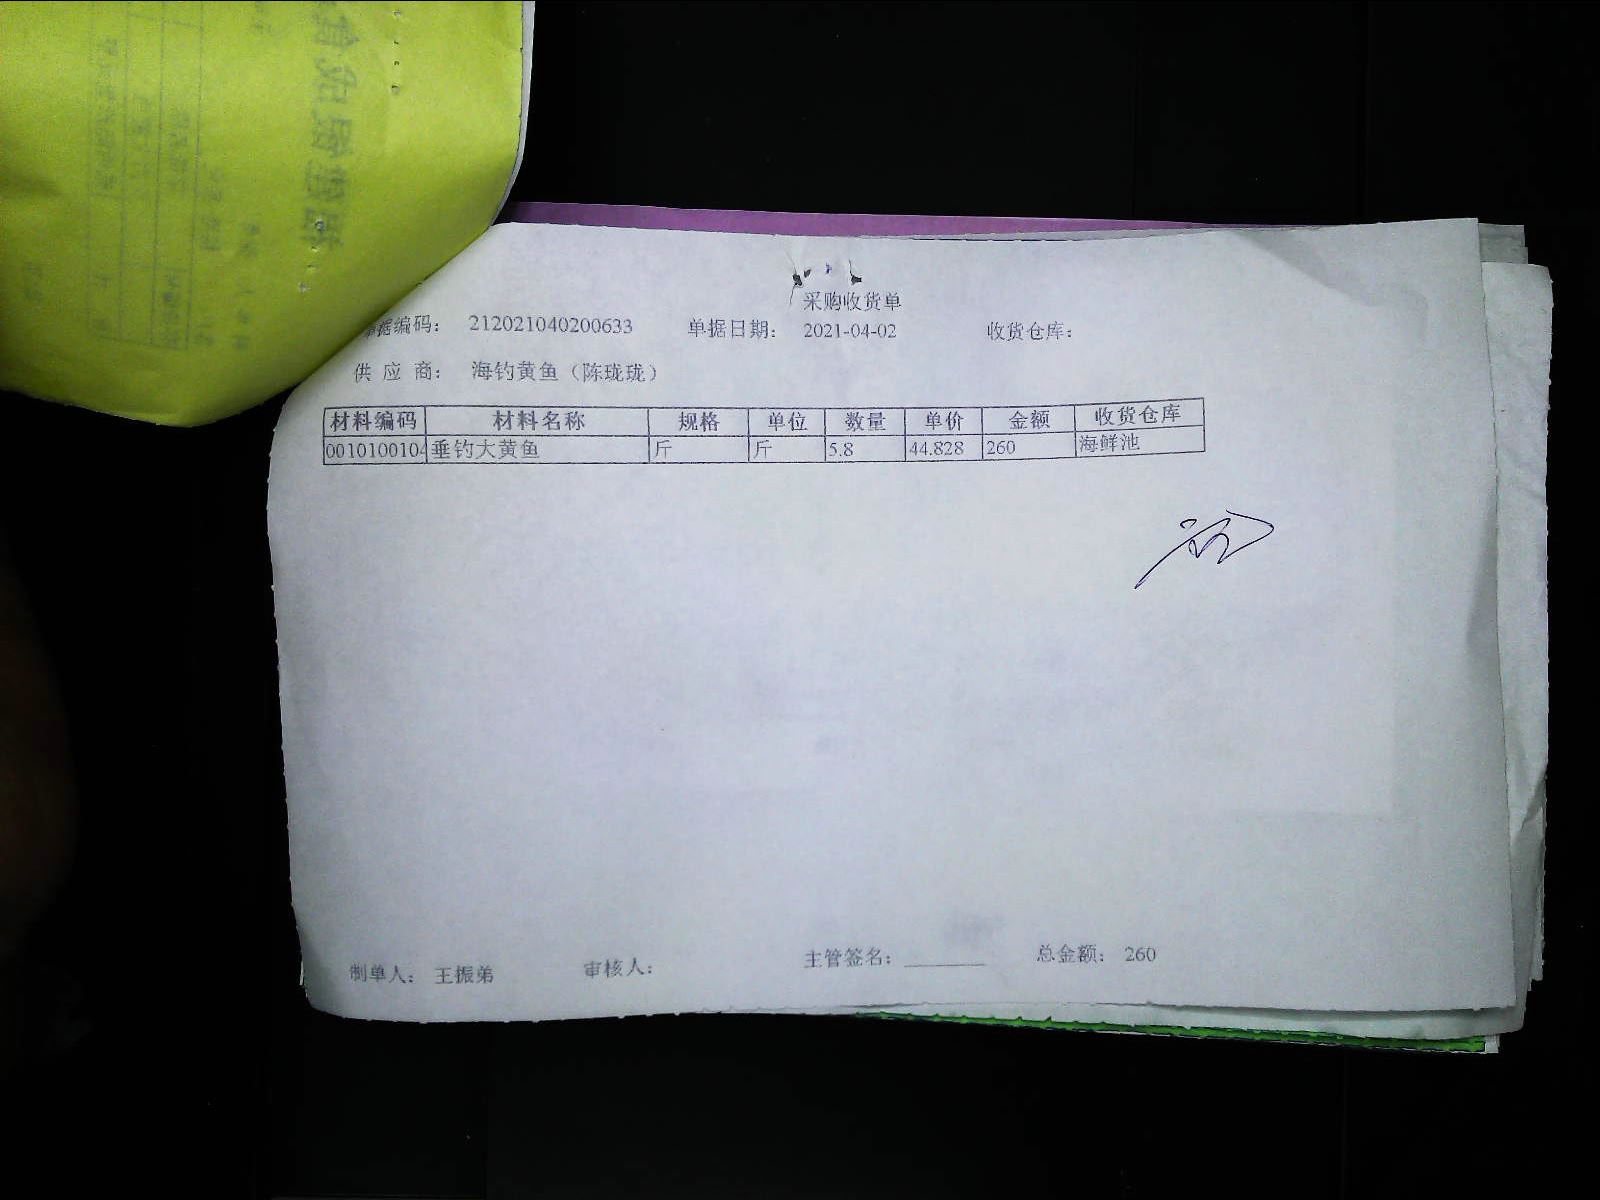 采购收货单
单据编码： 212021040200633 单据日期： 2021-04-02 收货仓库：
供 应 商： 海钓黄鱼（陈珑珑）
材料编码 材料名称 规格 单位 数量 单价 金额 收货仓库
0010100104 垂钓大黄鱼 斤 斤 5.8 44.828 260 海鲜池
制单人： 王振弟 审核人： 主管签名： ________ 总金额： 260